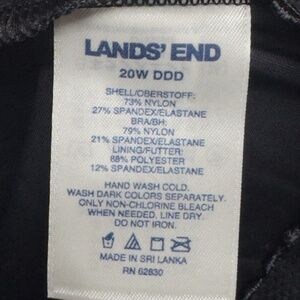 LANDS' END
20W DDD
SHELL/OBERSTOFF:
73% NYLON
27% SPANDEX/ELASTANE
BRA/BH:
79% NYLON
21% SPANDEX/ELASTANE
LINING/FUTTER:
88% POLYESTER
12% SPANDEX/ELASTANE
HAND WASH COLD.
WASH DARK COLORS SEPARATELY.
ONLY NON-CHLORINE BLEACH
WHEN NEEDED. LINE DRY.
DO NOT IRON.
MADE IN SRI LANKA
RN 62830